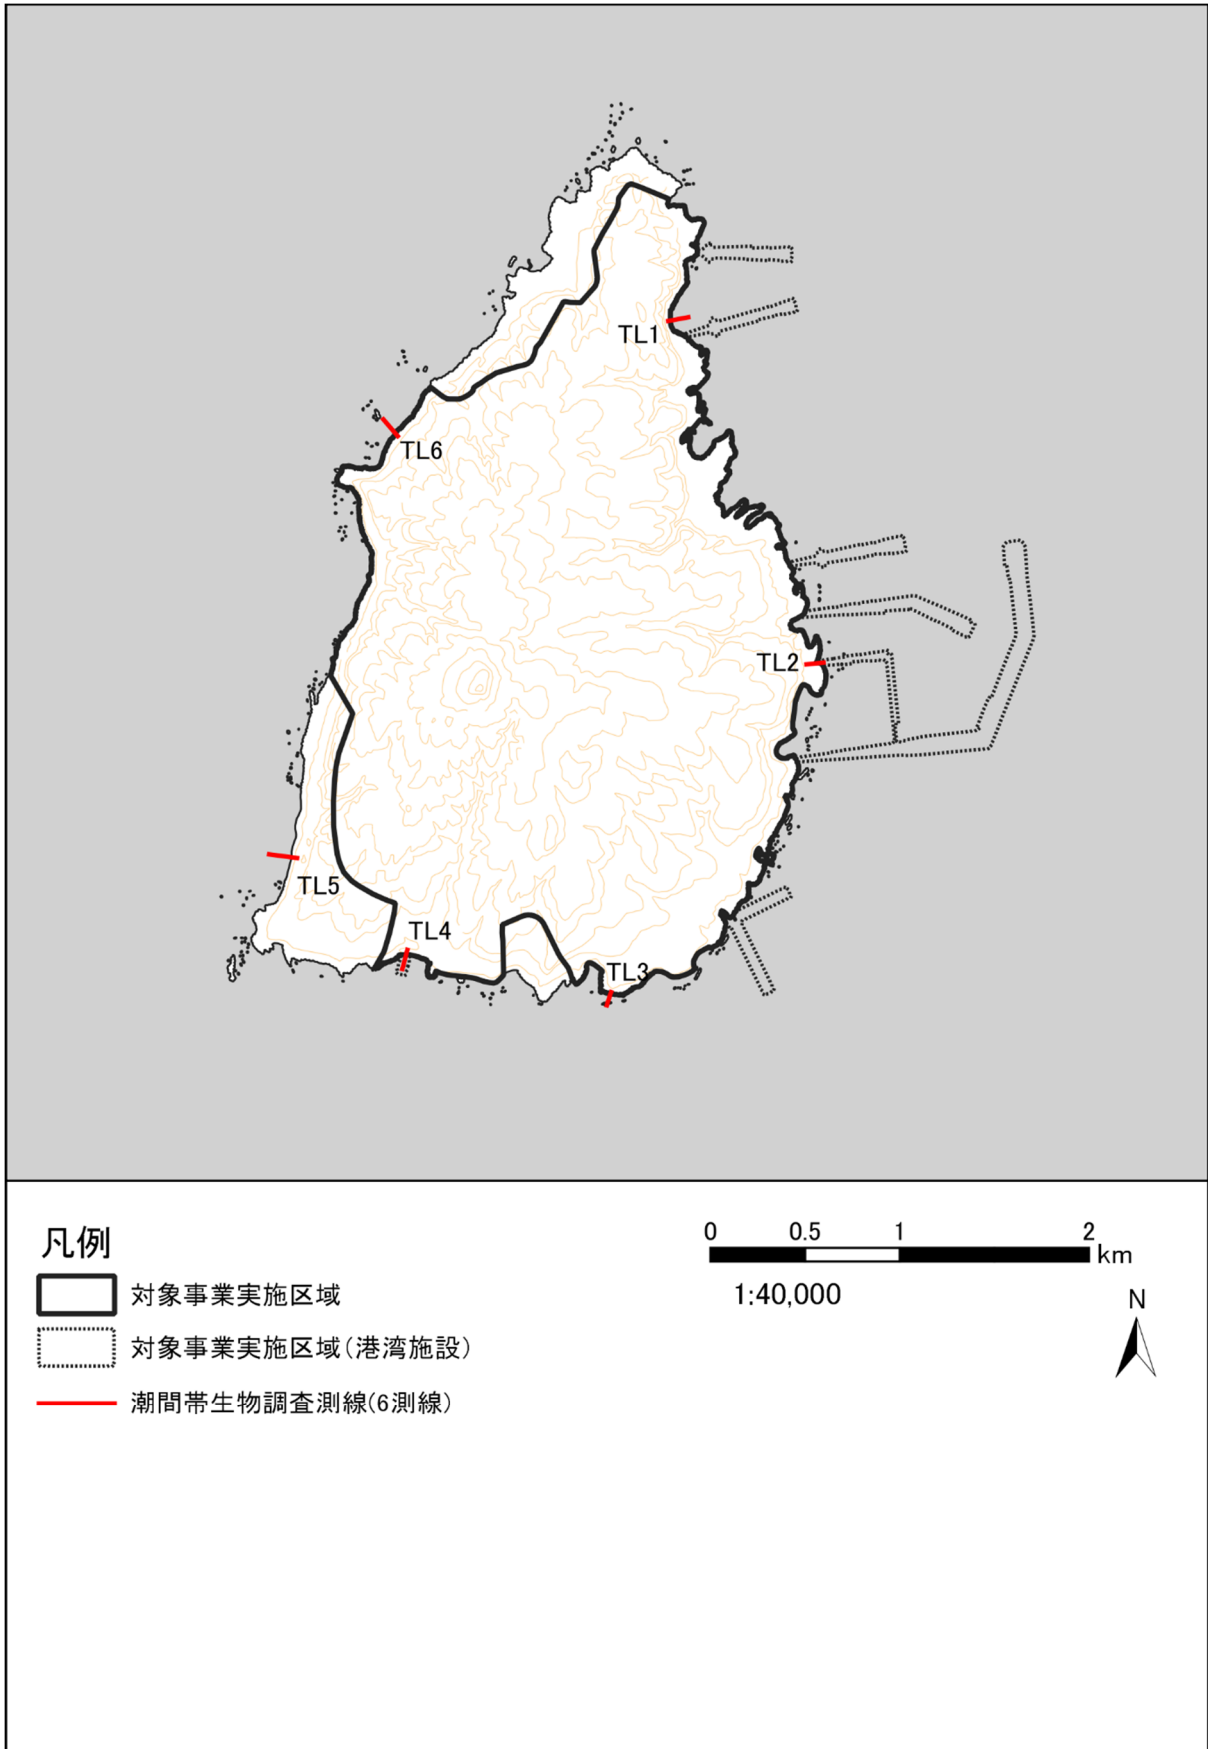 TL1
TL6
TL2
TL5
TL4
TL3
凡例
対象事業実施区域
対象事業実施区域(港湾施設)
潮間帯生物調査測線(6測線)
0 0.5 1 2
km
1:40,000
N